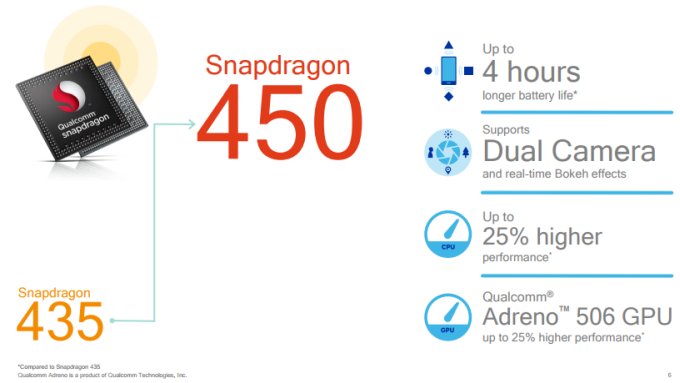 Qualcomm
snapdragon
Snapdragon
450
Snapdragon
435
Up to
4 hours
longer battery life*
Supports
Dual Camera
and real-time Bokeh effects
CPU
Up to
25% higher
performance*
GPU
Qualcomm®
Adreno™ 506 GPU
up to 25% higher performance*
*Compared to Snapdragon 435
Qualcomm Adreno is a product of Qualcomm Technologies, Inc.
6